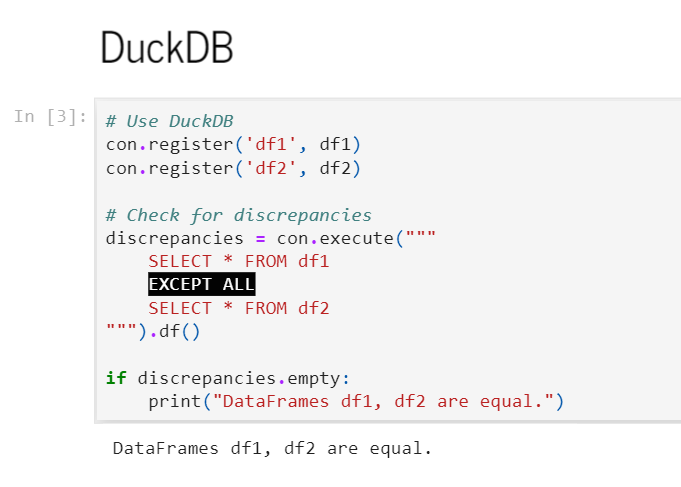 DuckDB
In [3]:
# Use DuckDB
con.register('df1', df1)
con.register('df2', df2)
# Check for discrepancies
discrepancies = con.execute("""
SELECT * FROM df1
EXCEPT ALL
SELECT * FROM df2
""").df()
if discrepancies.empty:
print("DataFrames df1, df2 are equal.")
DataFrames df1, df2 are equal.